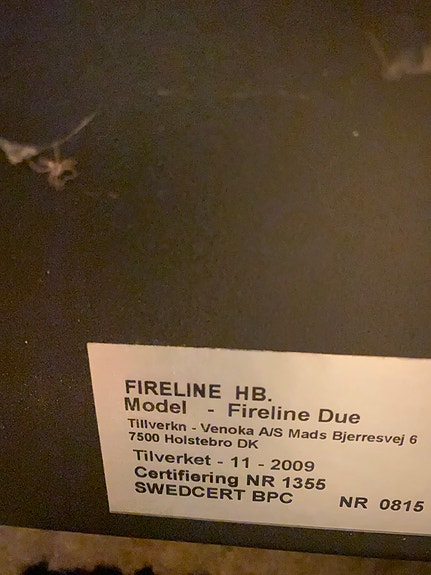 FIRELINE HB.
Model - Fireline Due
Tillverkn - Venoka A/S Mads Bjerresvej 6
7500 Holstebro DK
Tilverket - 11 - 2009
Certifiering NR 1355
SWEDCERT BPC NR 0815